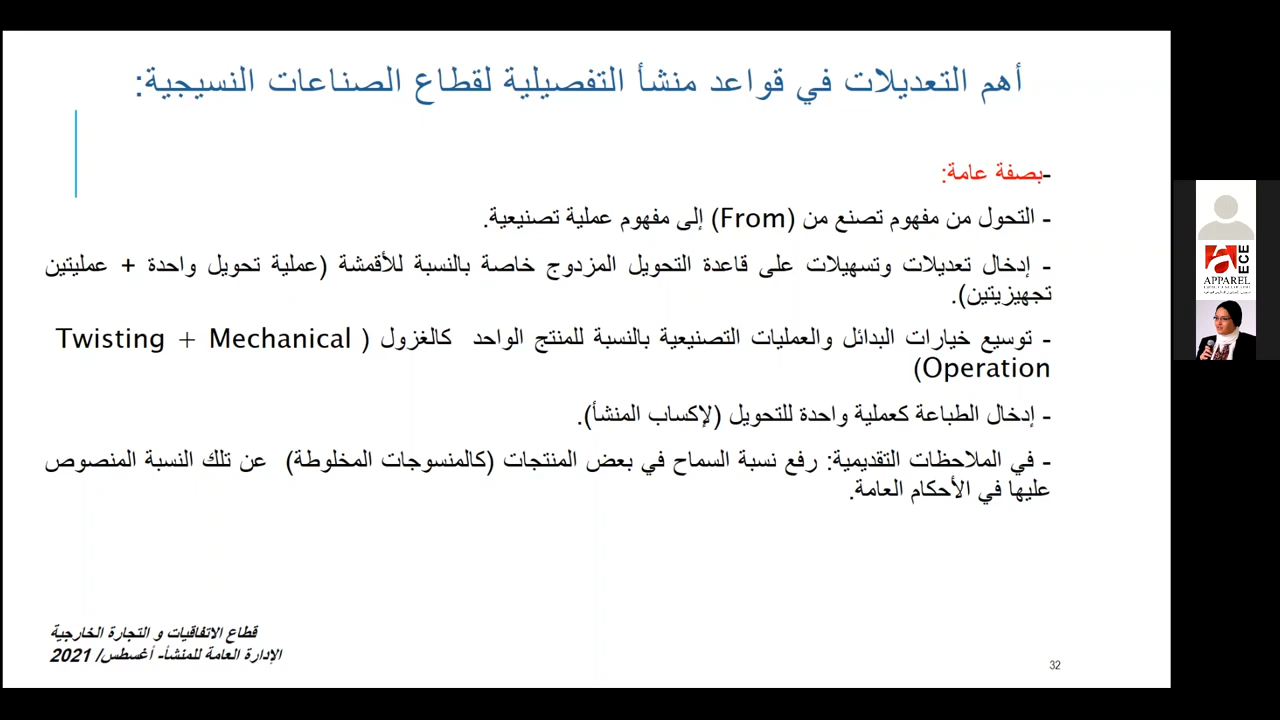 أهم التعديلات في قواعد منشأ التفصيلية لقطاع الصناعات النسيجية:
-بصفة عامة:
- التحول من مفهوم تصنع من (From) إلى مفهوم عملية تصنيعية.
- إدخال تعديلات وتسهيلات على قاعدة التحويل المزدوج خاصة بالنسبة للأقمشة (عملية تحويل واحدة + عمليتين
تجهيزيتين).
- توسيع خيارات البدائل والعمليات التصنيعية بالنسبة للمنتج الواحد كالغزول ( Twisting + Mechanical
Operation)
- إدخال الطباعة كعملية واحدة للتحويل (لإكساب المنشأ).
- في الملاحظات التقديمية: رفع نسبة السماح في بعض المنتجات (كالمنسوجات المخلوطة) عن تلك النسبة المنصوص
عليها في الأحكام العامة.
قطاع الاتفاقيات و التجارة الخارجية
الإدارة العامة للمنشأ- أغسطس/ 2021
32
ECE
APPAREL